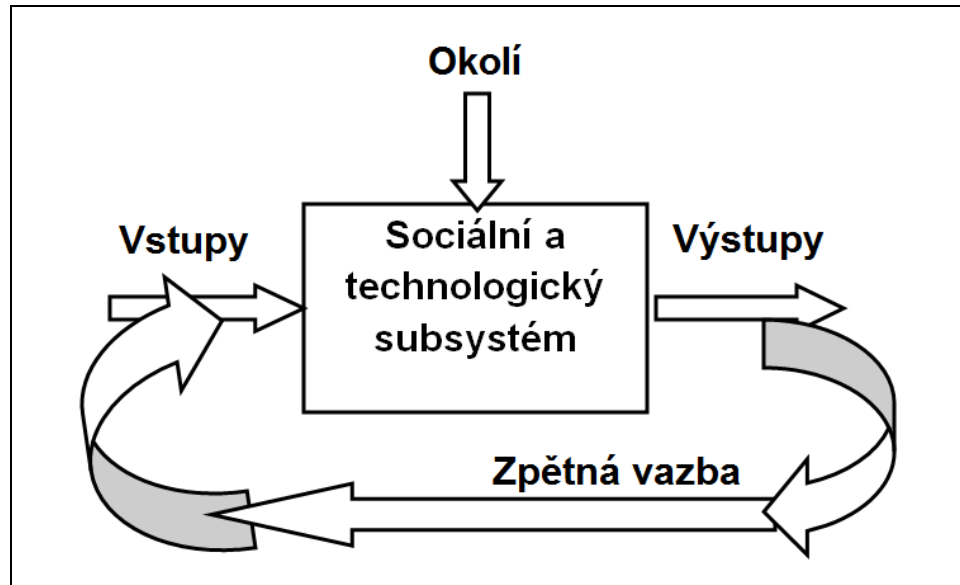 Okolí
Vstupy
Sociální a
technologický
subsystém
Výstupy
Zpětná vazba